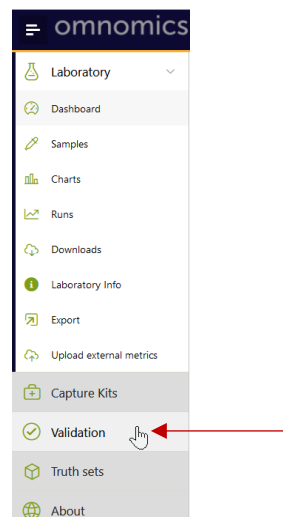 omnomics
Laboratory
Dashboard
Samples
Charts
Runs
Downloads
Laboratory Info
Export
Upload external metrics
Capture Kits
Validation
Truth sets
About